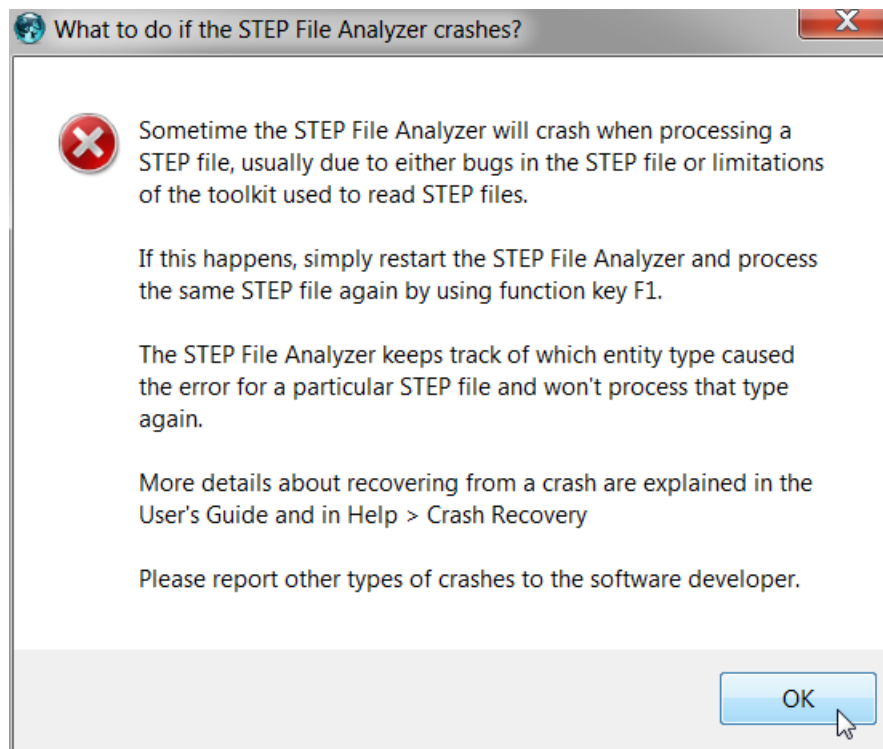 What to do if the STEP File Analyzer crashes?
Sometime the STEP File Analyzer will crash when processing a
STEP file, usually due to either bugs in the STEP file or limitations
of the toolkit used to read STEP files.
If this happens, simply restart the STEP File Analyzer and process
the same STEP file again by using function key F1.
The STEP File Analyzer keeps track of which entity type caused
the error for a particular STEP file and won't process that type
again.
More details about recovering from a crash are explained in the
User's Guide and in Help > Crash Recovery
Please report other types of crashes to the software developer.
OK